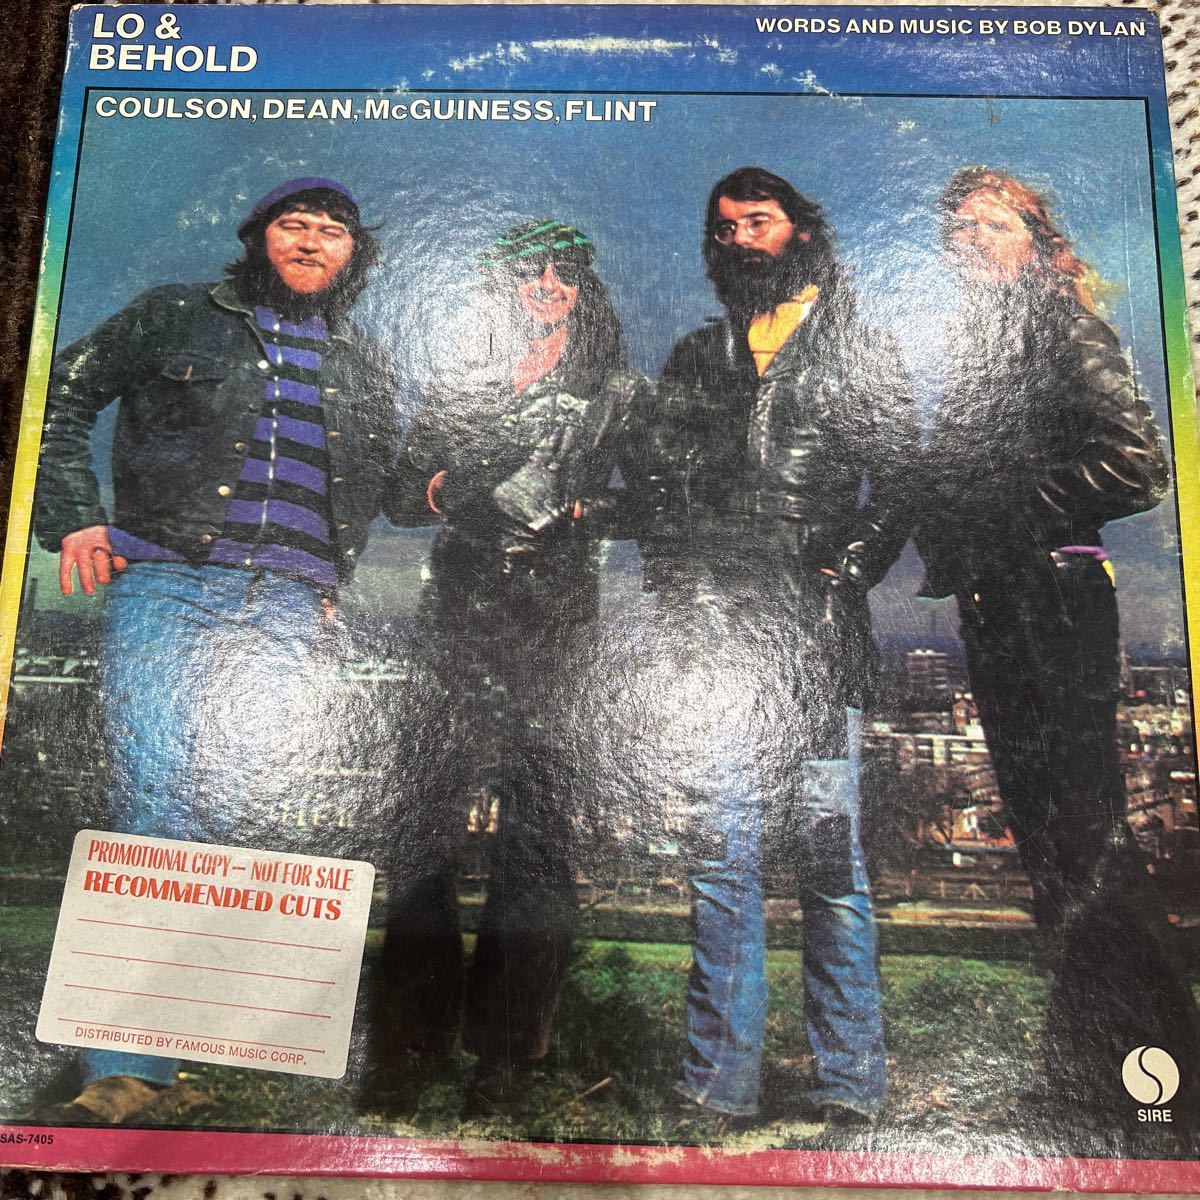 LO &
BEHOLD
WORDS AND MUSIC BY BOB DYLAN
COULSON, DEAN, McGUINESS, FLINT
PROMOTIONAL COPY — NOT FOR SALE
RECOMMENDED CUTS
DISTRIBUTED BY FAMOUS MUSIC CORP.
SIRE
SAS-7405